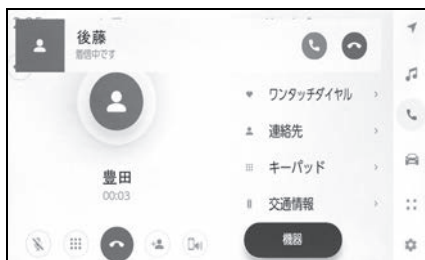 後藤
着信中です
ワンタッチダイヤル
連絡先
キーパッド
交通情報
機器
豊田
00:03